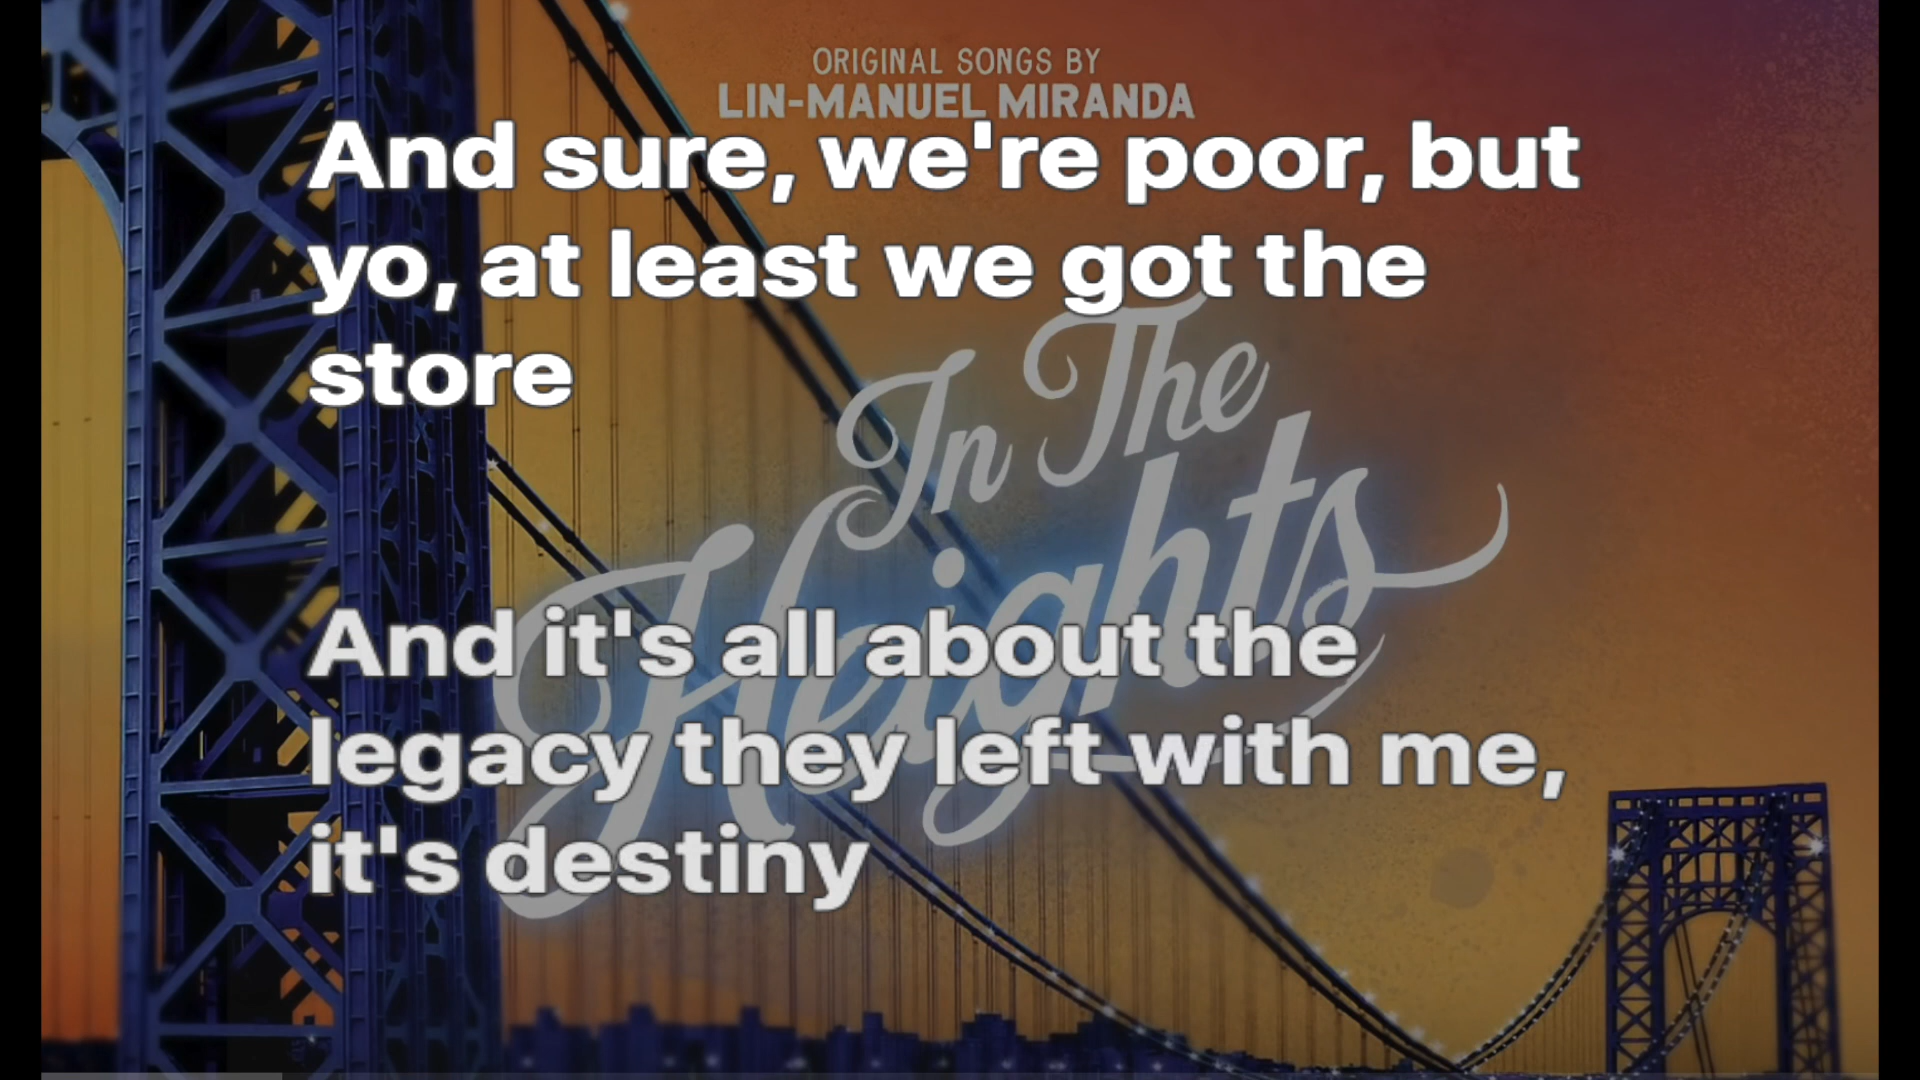 ORIGINAL SONGS BY
LIN-MANUEL MIRANDA
And sure, we're poor, but
yo, at least we got the
store
In The
Heights
And it's all about the
legacy they left with me,
it's destiny